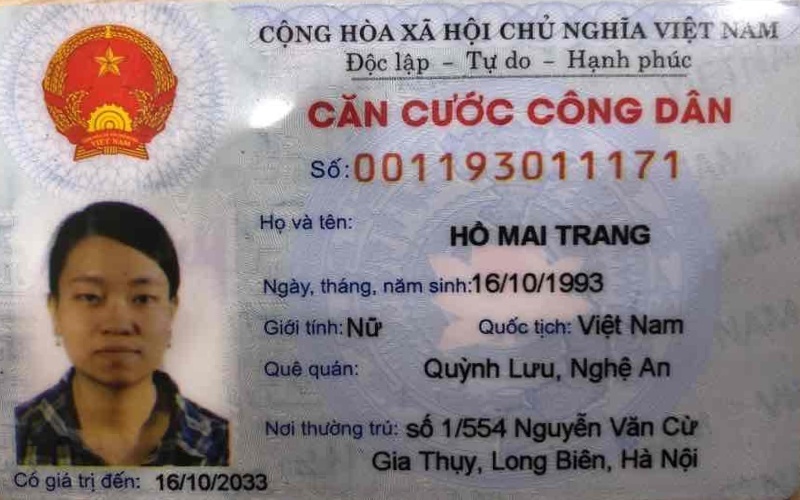 CỘNG HÒA XÃ HỘI CHỦ NGHĨA VIỆT NAM
Độc lập - Tự do - Hạnh phúc
CĂN CƯỚC CÔNG DÂN
Số: 001193011171
Họ và tên: HỒ MAI TRANG
Ngày, tháng, năm sinh: 16/10/1993
Giới tính: Nữ Quốc tịch: Việt Nam
Quê quán: Quỳnh Lưu, Nghệ An
Nơi thường trú: số 1/554 Nguyễn Văn Cừ
Gia Thụy, Long Biên, Hà Nội
Có giá trị đến: 16/10/2033
VIỆT NAM